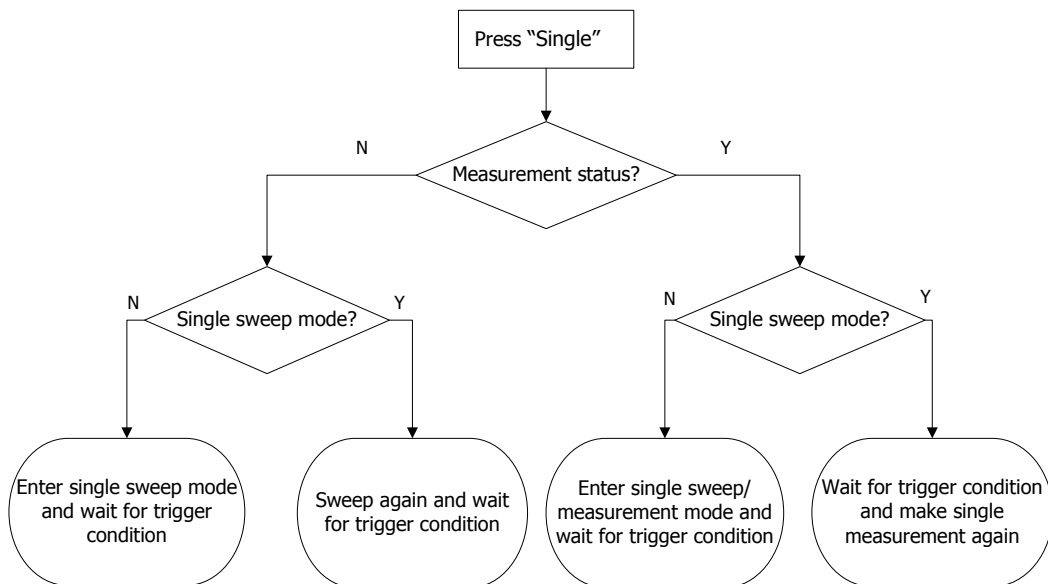 Press “Single”
N
Y
Measurement status?
N
Y
N
Y
Single sweep mode?
Single sweep mode?
Enter single sweep mode
and wait for trigger
condition
Sweep again and wait
for trigger condition
Enter single sweep/
measurement mode and
wait for trigger condition
Wait for trigger condition
and make single
measurement again